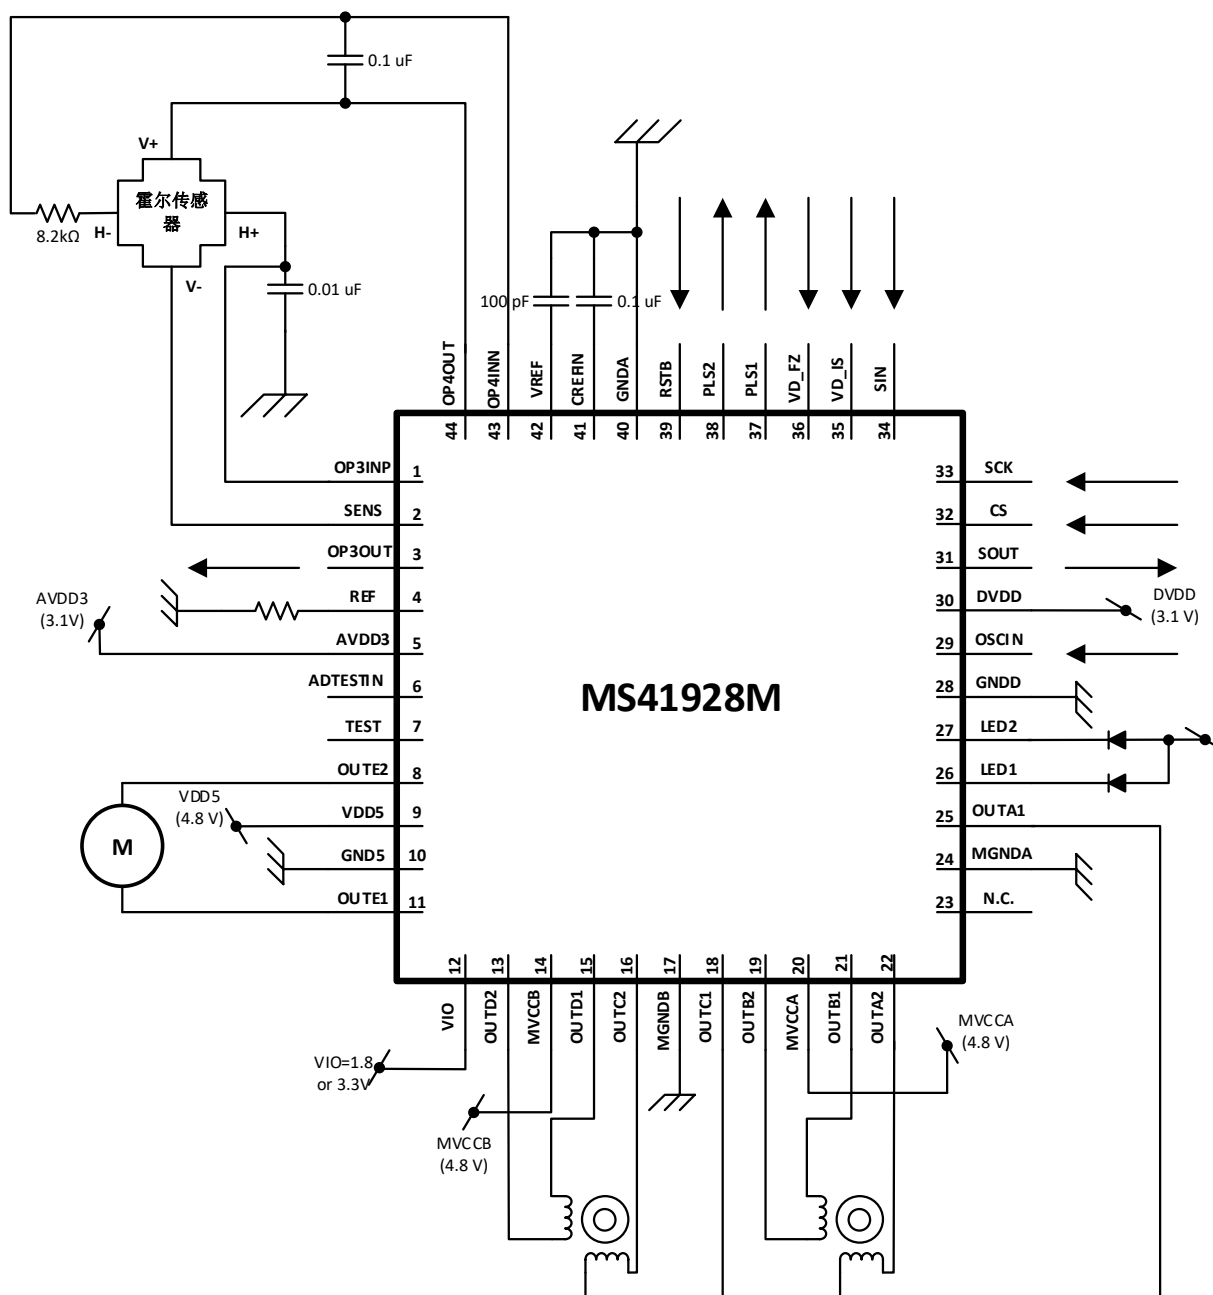 0.1 uF
V+
霍尔传感
器
8.2kΩ
H-
H+
V-
0.01 uF
100 pF
0.1 uF
OP4OUT
OP4INN
VREF
CREFIN
GNDA
RSTB
PLS2
PLS1
VD_FZ
VD_IS
SIN
44
43
42
41
40
39
38
37
36
35
34
OP3INP
1
SENS
2
OP3OUT
3
REF
4
AVDD3
5
ADTESTIN
6
TEST
7
OUTE2
8
VDD5
9
GND5
10
OUTE1
11
AVDD3
(3.1V)
VDD5
(4.8 V)
M
MS41928M
33
SCK
32
CS
31
SOUT
30
DVDD
29
OSCIN
28
GNDD
27
LED2
26
LED1
25
OUTA1
24
MGNDA
23
N.C.
DVDD
(3.1 V)
12
13
14
15
16
17
18
19
20
21
22
VIO
OUTD2
MVCCB
OUTD1
OUTC2
MGNDB
OUTC1
OUTB2
MVCCA
OUTB1
OUTA2
VIO=1.8
or 3.3V
MVCCB
(4.8 V)
MVCCA
(4.8 V)